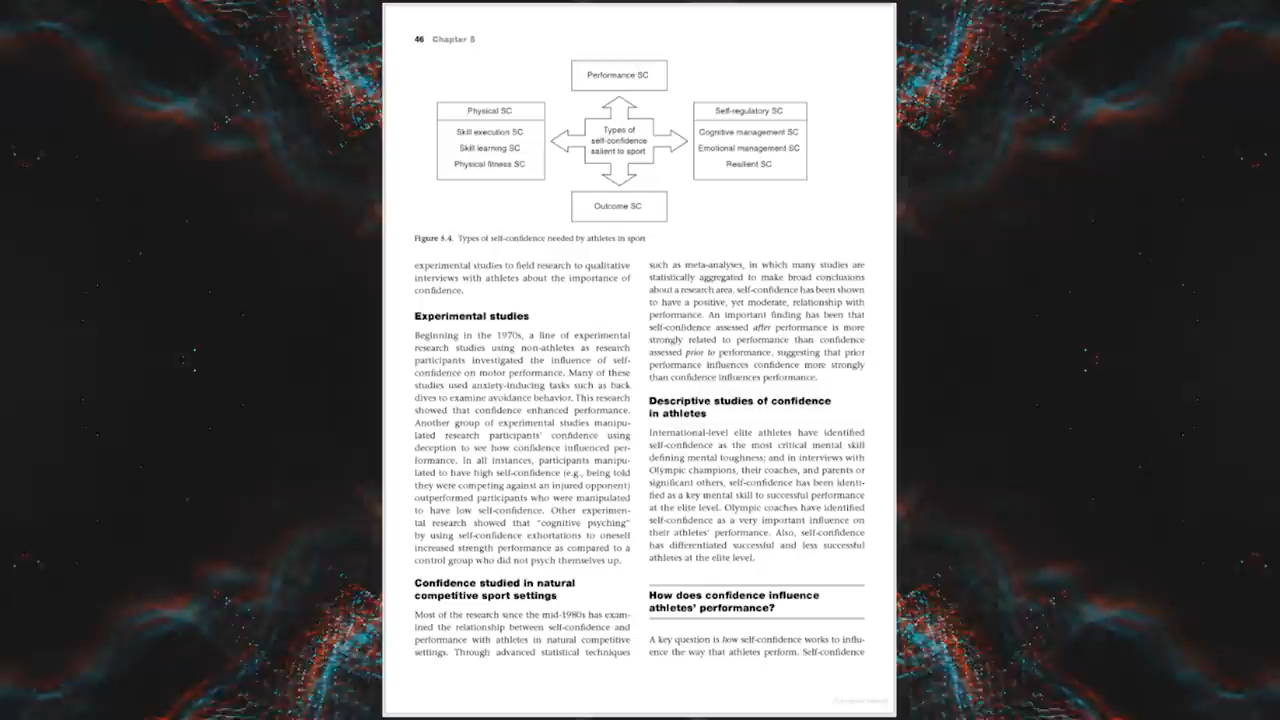 46 Chapter 5
Performance SC
Physical SC
Skill execution SC
Skill learning SC
Physical fitness SC
Types of
self-confidence
salient to sport
Self-regulatory SC
Cognitive management SC
Emotional management SC
Resilient SC
Outcome SC
Figure 5.4. Types of self-confidence needed by athletes in sport
experimental studies to field research to qualitative
interviews with athletes about the importance of
confidence.
Experimental studies
Beginning in the 1970s, a line of experimental
research studies using non-athletes as research
participants investigated the influence of self-
confidence on motor performance. Many of these
studies used anxiety-inducing tasks such as back
dives to examine avoidance behavior. This research
showed that confidence enhanced performance.
Another group of experimental studies manipu-
lated research participants' confidence using
deception to see how confidence influenced per-
formance. In all instances, participants manipu-
lated to have high self-confidence (e.g., being told
they were competing against an injured opponent)
outperformed participants who were manipulated
to have low self-confidence. Other experimen-
tal research showed that "cognitive psyching"
by using self-confidence exhortations to oneself
increased strength performance as compared to a
control group who did not psych themselves up.
Confidence studied in natural
competitive sport settings
Most of the research since the mid-1980s has exam-
ined the relationship between self-confidence and
performance with athletes in natural competitive
settings. Through advanced statistical techniques
such as meta-analyses, in which many studies are
statistically aggregated to make broad conclusions
about a research area, self-confidence has been shown
to have a positive, yet moderate, relationship with
performance. An important finding has been that
self-confidence assessed after performance is more
strongly related to performance than confidence
assessed prior to performance, suggesting that prior
performance influences confidence more strongly
than confidence influences performance.
Descriptive studies of confidence
in athletes
International-level elite athletes have identified
self-confidence as the most critical mental skill
defining mental toughness; and in interviews with
Olympic champions, their coaches, and parents or
significant others, self-confidence has been identi-
fied as a key mental skill to successful performance
at the elite level. Olympic coaches have identified
self-confidence as a very important influence on
their athletes' performance. Also, self-confidence
has differentiated successful and less successful
athletes at the elite level.
How does confidence influence
athletes' performance?
A key question is how self-confidence works to influ-
ence the way that athletes perform. Self-confidence